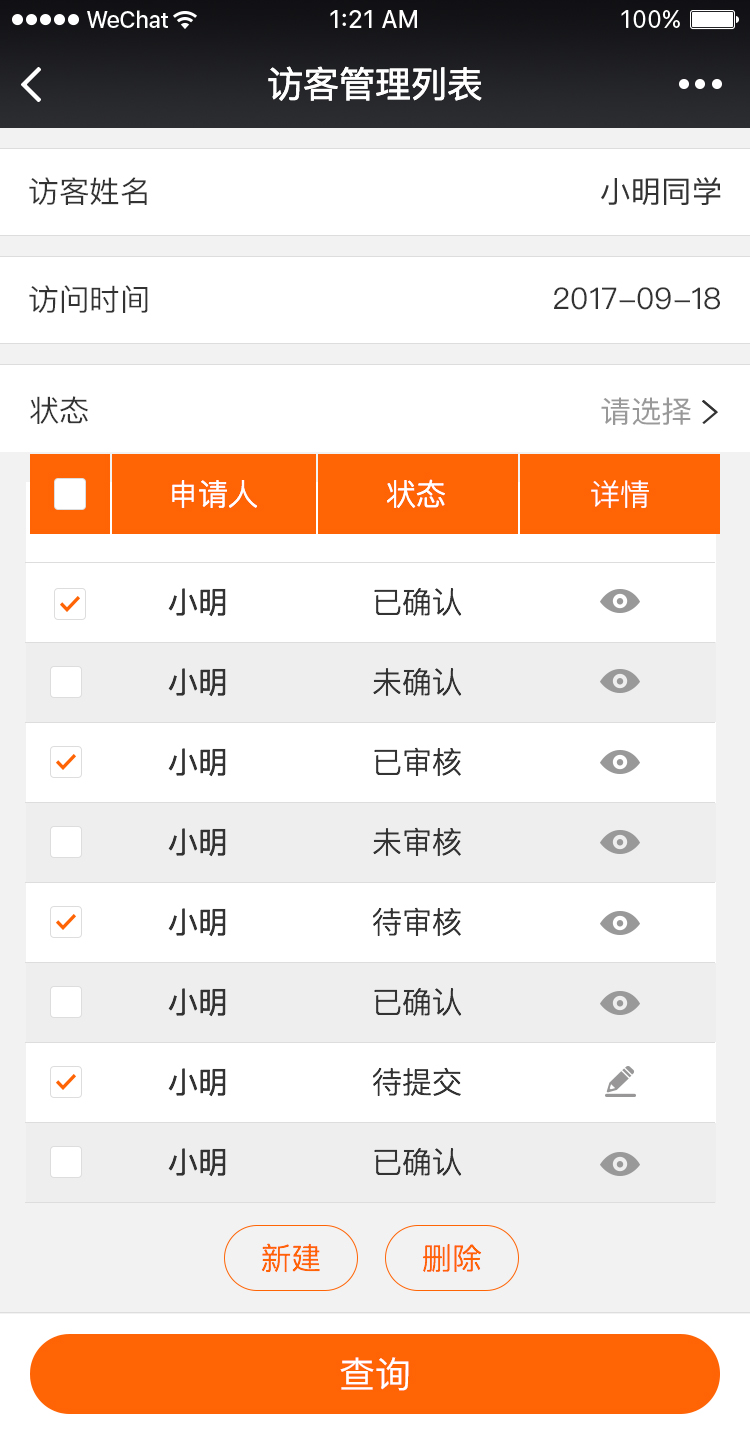 WeChat 1:21 AM 100%
访客管理列表
访客姓名 小明同学
访问时间 2017-09-18
状态 请选择
申请人 状态 详情
小明 已确认
小明 未确认
小明 已审核
小明 未审核
小明 待审核
小明 已确认
小明 待提交
小明 已确认
新建 删除
查询